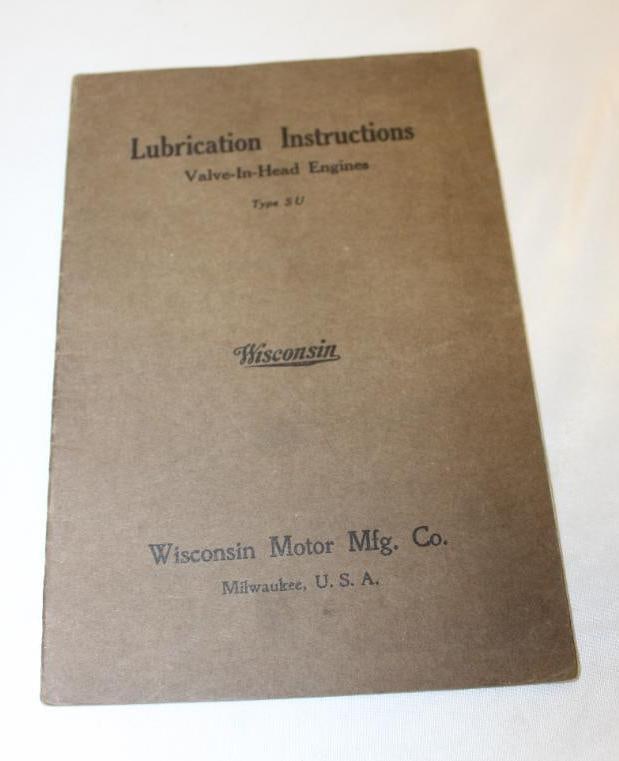 Lubrication Instructions
Valve-In-Head Engines
Type SU
Wisconsin
Wisconsin Motor Mfg. Co.
Milwaukee, U. S. A.